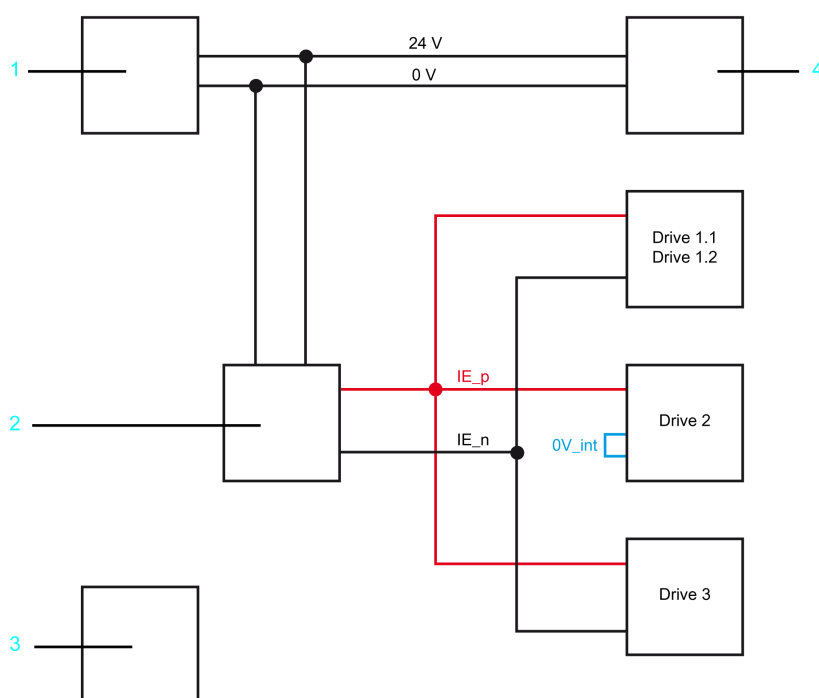 24 V
1
0 V
4
Drive 1.1
Drive 1.2
IE_p
Drive 2
2
IE_n
0V_int
Drive 3
3